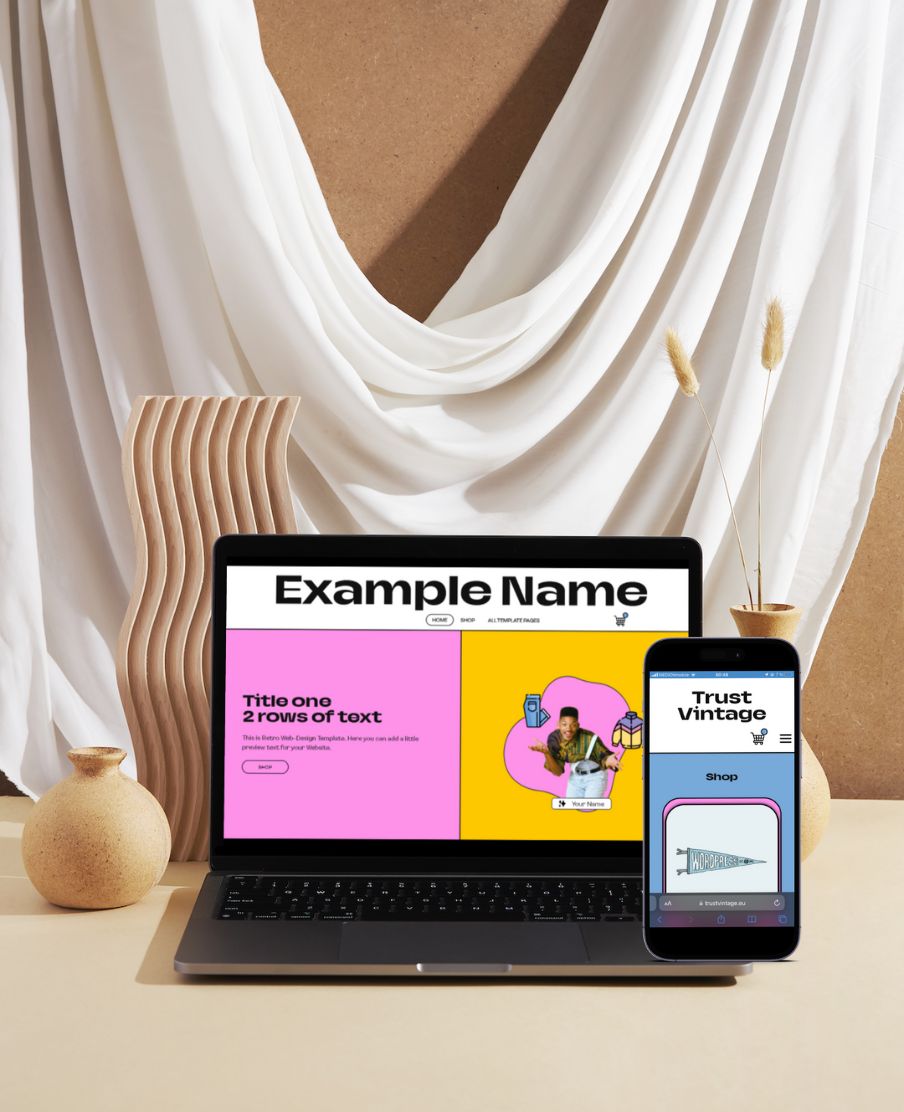 Example Name
HOME
SHOP
ALL TEMPLATE PAGES
Title one
2 rows of text
This is Retro Web-Design Template. Here you can add a little
preview text for your Website.
SHOP
Your Name
Trust
Vintage
Shop
WORDPRESS
AA
trustvintage.eu